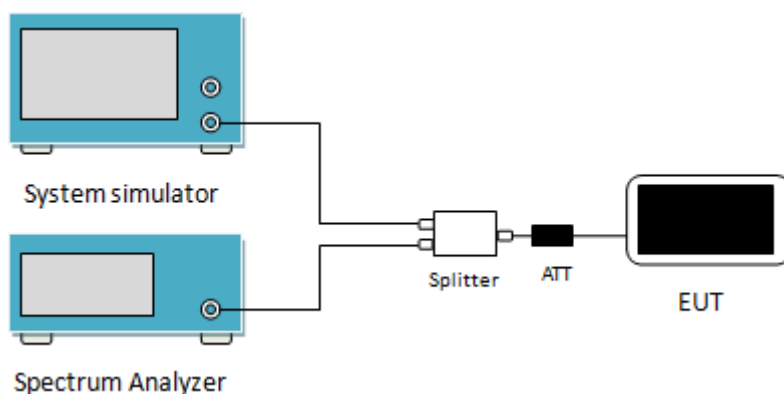 System simulator
Splitter
ATT
EUT
Spectrum Analyzer